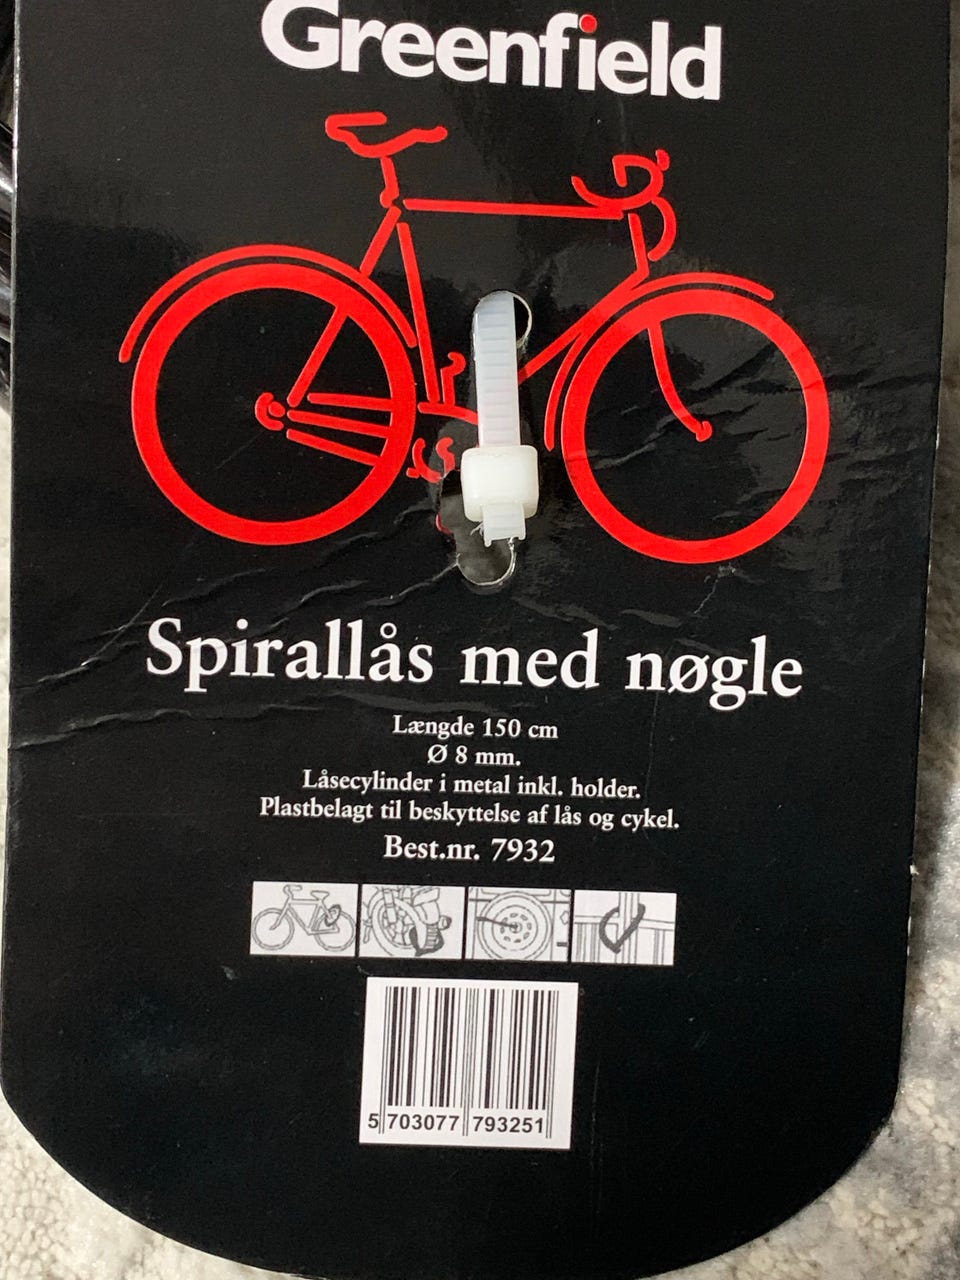 Greenfield
Spirallås med nøgle
Længde 150 cm
Ø 8 mm.
Låsecylinder i metal inkl. holder.
Plastbelagt til beskyttelse af lås og cykel.
Best.nr. 7932
5 703077 793251